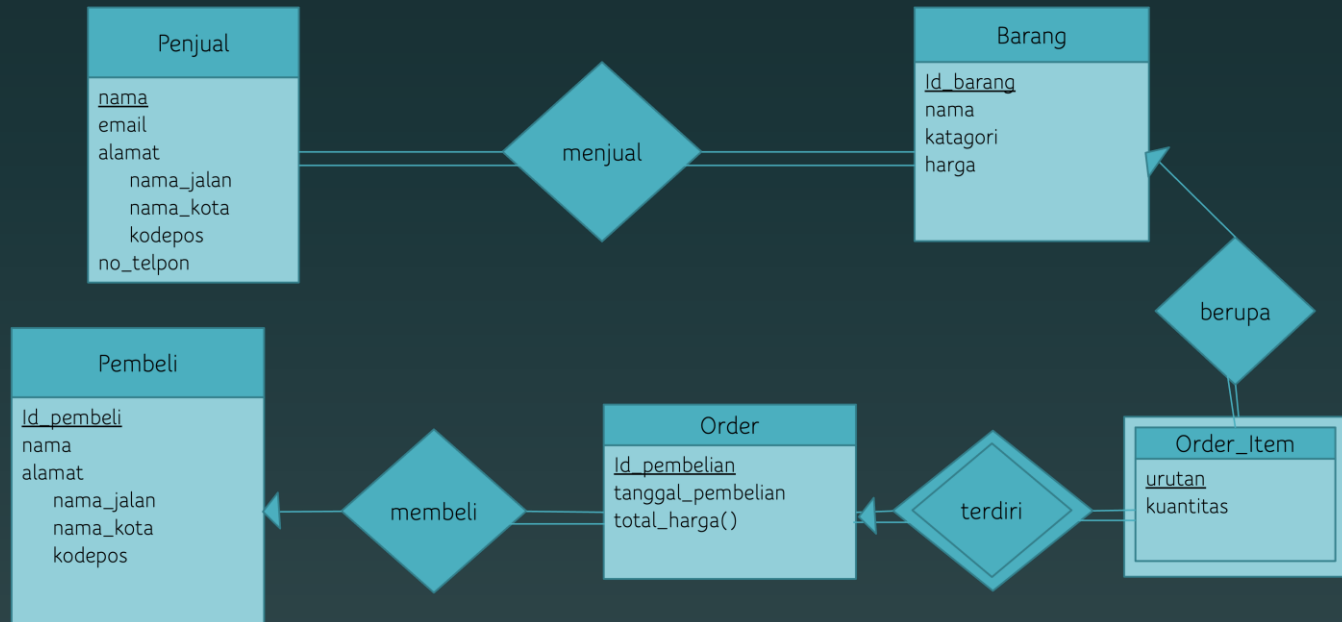 Penjual
nama
email
alamat
nama_jalan
nama_kota
kodepos
no_telpon
menjual
Barang
Id_barang
nama
katagori
harga
berupa
Pembeli
Id_pembeli
nama
alamat
nama_jalan
nama_kota
kodepos
membeli
Order
Id_pembelian
tanggal_pembelian
total_harga()
terdiri
Order_Item
urutan
kuantitas